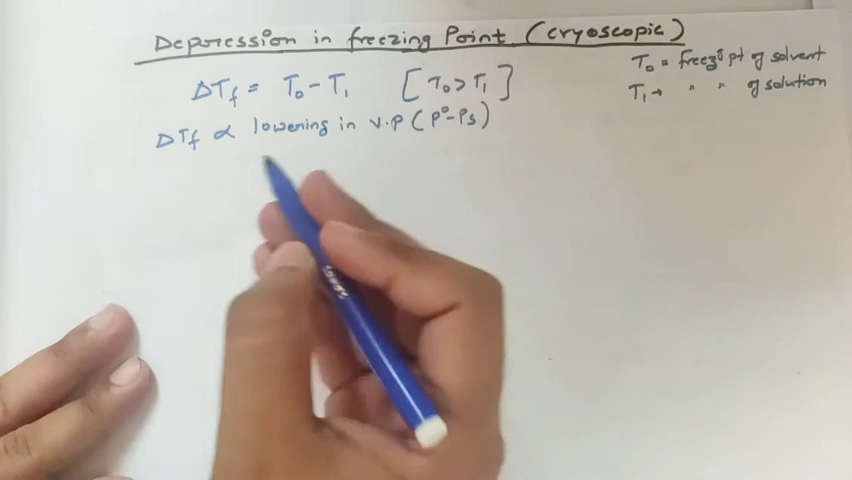 Depression in freezing Point (cryoscopic)
T₀ = freezg pt of solvent
T₁ → " " of solution
ΔTf = T₀ - T₁ [T₀ > T₁]
ΔTf ∝ lowering in v.p (P⁰-Ps)